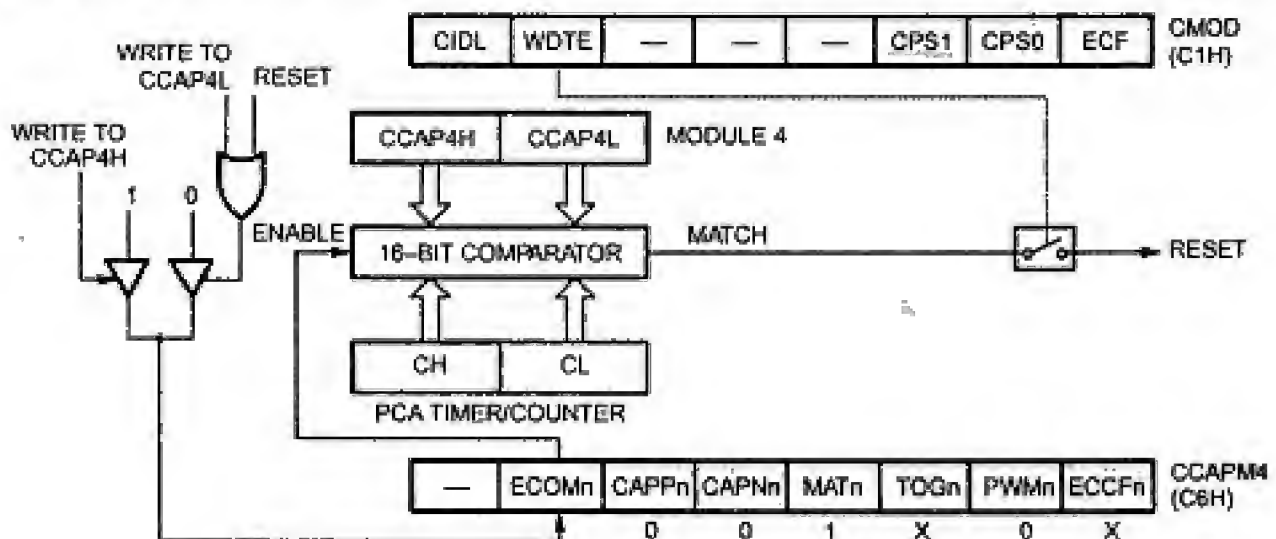 CIDL WDTE — — — CPS1 CPS0 ECF
CMOD
(C1H)
WRITE TO
CCAP4L
RESET
WRITE TO
CCAP4H
1 0
CCAP4H CCAP4L
MODULE 4
ENABLE
16–BIT COMPARATOR
MATCH
RESET
CH CL
PCA TIMER/COUNTER
— ECOMn CAPPn CAPNn MATn TOGn PWMn ECCFn
CCAPM4
(C6H)
0 0 1 X 0 X